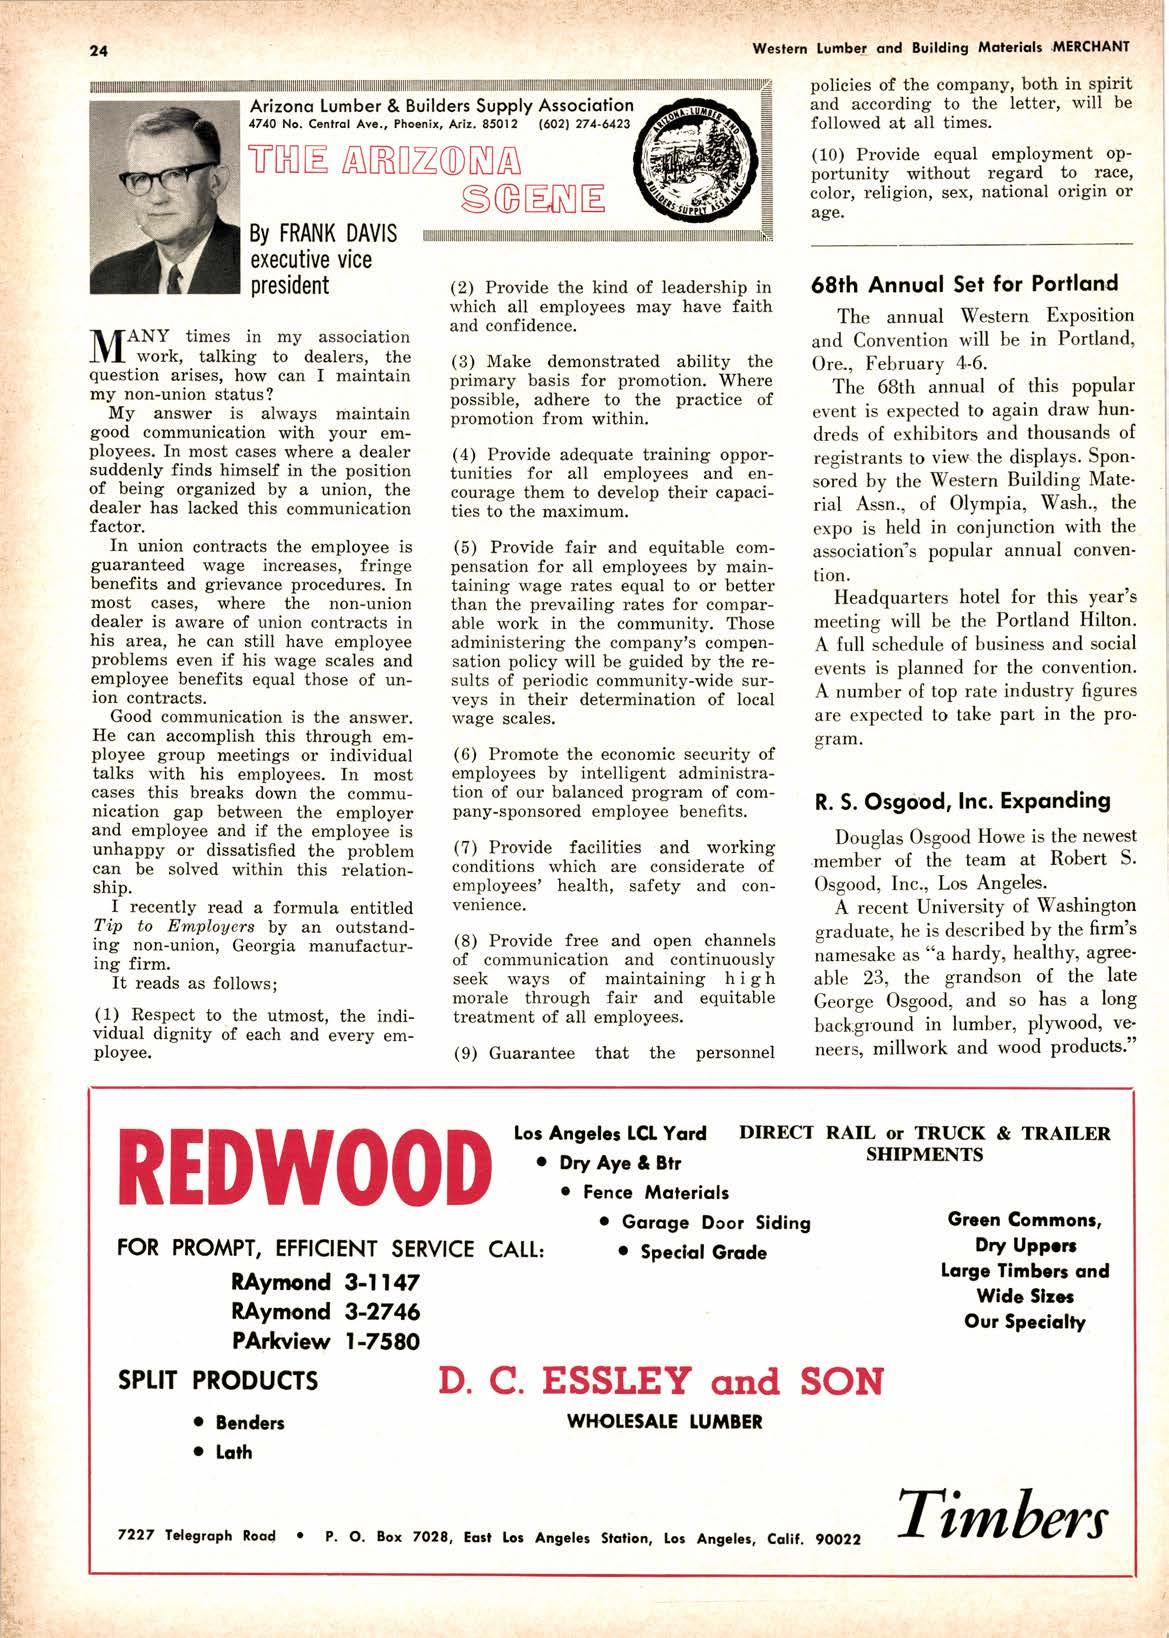 24
Western Lumber and Building Materials MERCHANT
Arizona Lumber & Builders Supply Association
4740 No. Central Ave., Phoenix, Ariz. 85012 (602) 274-6423
THE ARIZONA
SCENE
ARIZONA LUMBER AND
BUILDERS SUPPLY ASSN. INC.
By FRANK DAVIS
executive vice
president
MANY times in my association
work, talking to dealers, the
question arises, how can I maintain
my non-union status?
My answer is always maintain
good communication with your em-
ployees. In most cases where a dealer
suddenly finds himself in the position
of being organized by a union, the
dealer has lacked this communication
factor.
In union contracts the employee is
guaranteed wage increases, fringe
benefits and grievance procedures. In
most cases, where the non-union
dealer is aware of union contracts in
his area, he can still have employee
problems even if his wage scales and
employee benefits equal those of un-
ion contracts.
Good communication is the answer.
He can accomplish this through em-
ployee group meetings or individual
talks with his employees. In most
cases this breaks down the commu-
nication gap between the employer
and employee and if the employee is
unhappy or dissatisfied the problem
can be solved within this relation-
ship.
I recently read a formula entitled
Tip to Employers by an outstand-
ing non-union, Georgia manufactur-
ing firm.
It reads as follows;
(1) Respect to the utmost, the indi-
vidual dignity of each and every em-
ployee.
(2) Provide the kind of leadership in
which all employees may have faith
and confidence.
(3) Make demonstrated ability the
primary basis for promotion. Where
possible, adhere to the practice of
promotion from within.
(4) Provide adequate training oppor-
tunities for all employees and en-
courage them to develop their capaci-
ties to the maximum.
(5) Provide fair and equitable com-
pensation for all employees by main-
taining wage rates equal to or better
than the prevailing rates for compar-
able work in the community. Those
administering the company's compen-
sation policy will be guided by the re-
sults of periodic community-wide sur-
veys in their determination of local
wage scales.
(6) Promote the economic security of
employees by intelligent administra-
tion of our balanced program of com-
pany-sponsored employee benefits.
(7) Provide facilities and working
conditions which are considerate of
employees' health, safety and con-
venience.
(8) Provide free and open channels
of communication and continuously
seek ways of maintaining high
morale through fair and equitable
treatment of all employees.
(9) Guarantee that the personnel
policies of the company, both in spirit
and according to the letter, will be
followed at all times.
(10) Provide equal employment op-
portunity without regard to race,
color, religion, sex, national origin or
age.
68th Annual Set for Portland
The annual Western Exposition
and Convention will be in Portland,
Ore., February 4-6.
The 68th annual of this popular
event is expected to again draw hun-
dreds of exhibitors and thousands of
registrants to view the displays. Spon-
sored by the Western Building Mate-
rial Assn., of Olympia, Wash., the
expo is held in conjunction with the
association's popular annual conven-
tion.
Headquarters hotel for this year's
meeting will be the Portland Hilton.
A full schedule of business and social
events is planned for the convention.
A number of top rate industry figures
are expected to take part in the pro-
gram.
R. S. Osgood, Inc. Expanding
Douglas Osgood Howe is the newest
member of the team at Robert S.
Osgood, Inc., Los Angeles.
A recent University of Washington
graduate, he is described by the firm's
namesake as "a hardy, healthy, agree-
able 23, the grandson of the late
George Osgood, and so has a long
background in lumber, plywood, ve-
neers, millwork and wood products."
REDWOOD
Los Angeles LCL Yard
• Dry Aye & Btr
• Fence Materials
• Garage Door Siding
• Special Grade
DIRECT RAIL or TRUCK & TRAILER
SHIPMENTS
Green Commons,
Dry Uppers
Large Timbers and
Wide Sizes
Our Specialty
FOR PROMPT, EFFICIENT SERVICE CALL:
RAymond 3-1147
RAymond 3-2746
PArkview 1-7580
SPLIT PRODUCTS
• Benders
• Lath
D. C. ESSLEY and SON
WHOLESALE LUMBER
Timbers
7227 Telegraph Road • P. O. Box 7028, East Los Angeles Station, Los Angeles, Calif. 90022